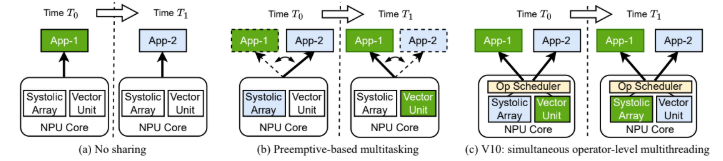 Time T₀
Time T₁
App-1
App-2
Systolic
Array
Vector
Unit
NPU Core
Systolic
Array
Vector
Unit
NPU Core
(a) No sharing
Time T₀
Time T₁
App-1
App-2
App-1
App-2
Systolic
Array
Vector
Unit
NPU Core
Systolic
Array
Vector
Unit
NPU Core
(b) Preemptive-based multitasking
Time T₀
Time T₁
App-1
App-2
App-1
App-2
Op Scheduler
Systolic
Array
Vector
Unit
NPU Core
Op Scheduler
Systolic
Array
Vector
Unit
NPU Core
(c) V10: simultaneous operator-level multithreading